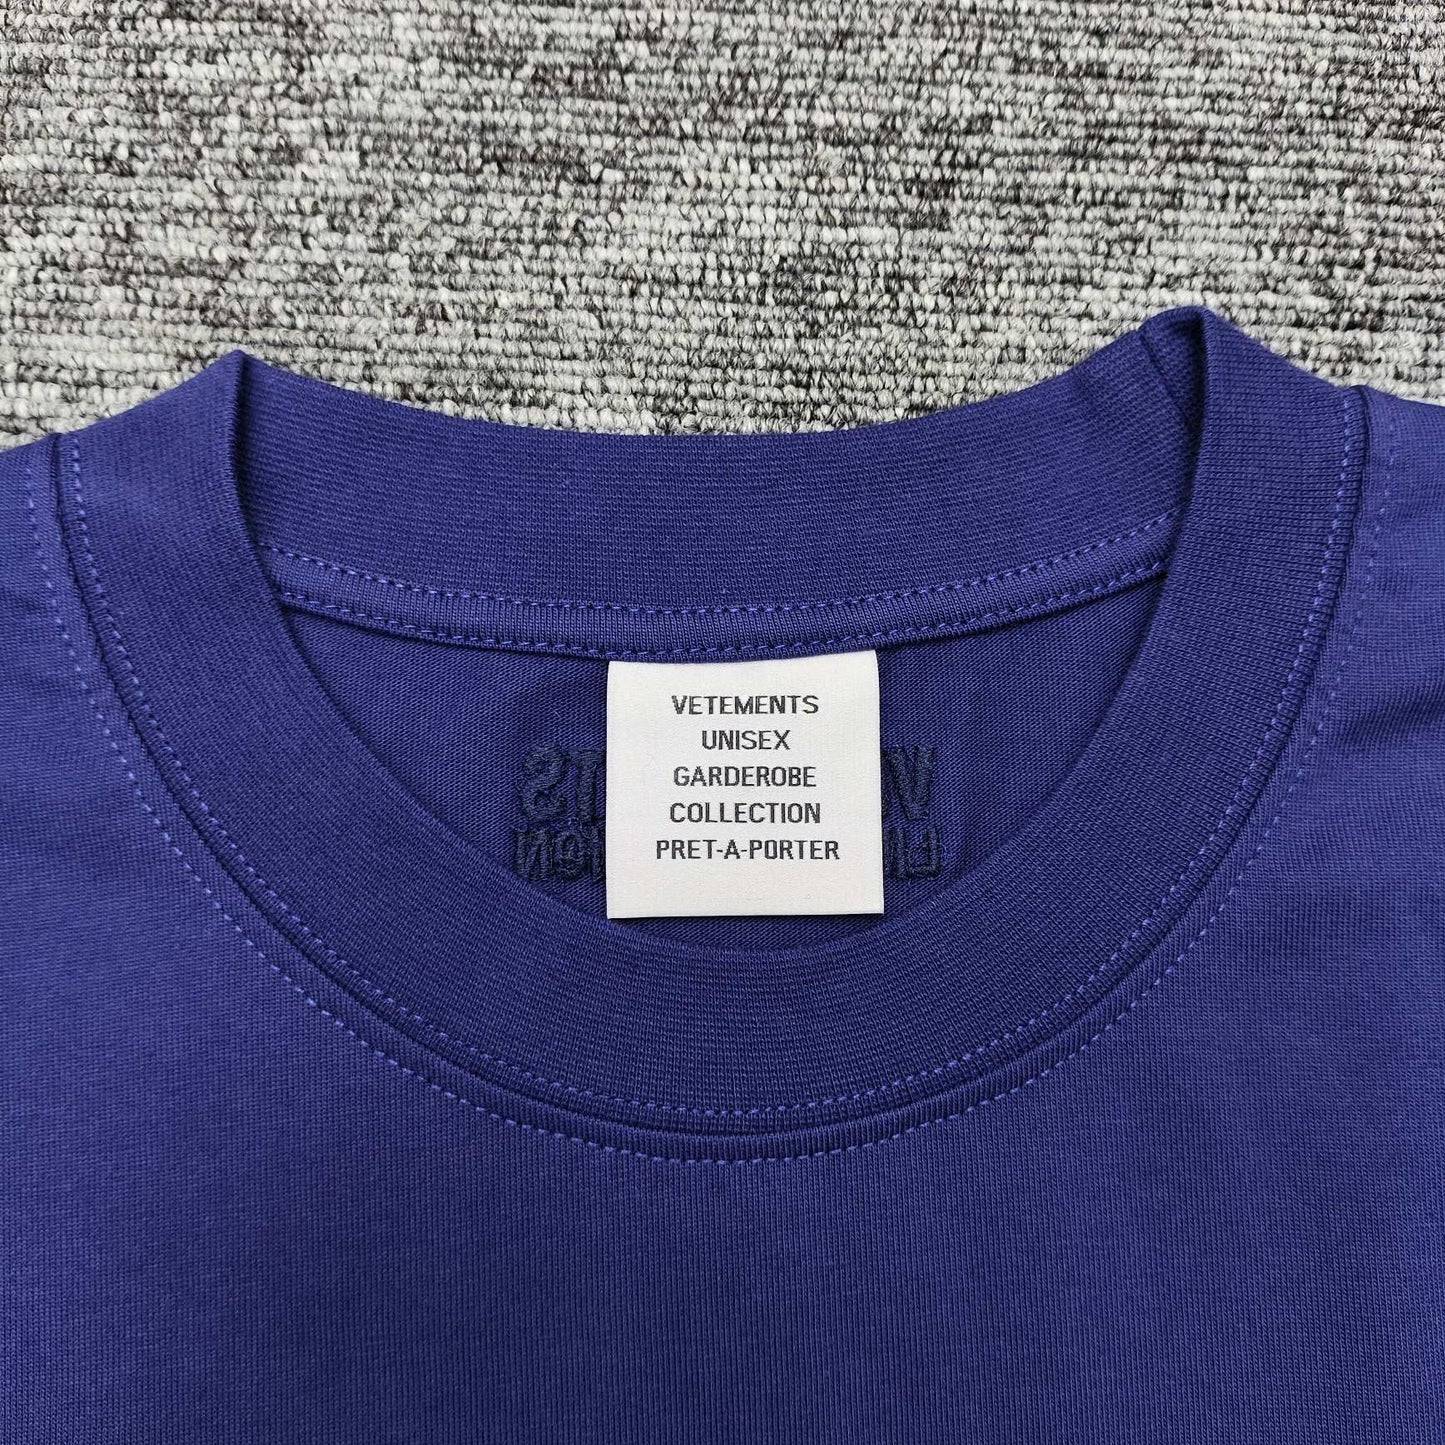 VETEMENTS
UNISEX
GARDEROBE
COLLECTION
PRET-A-PORTER